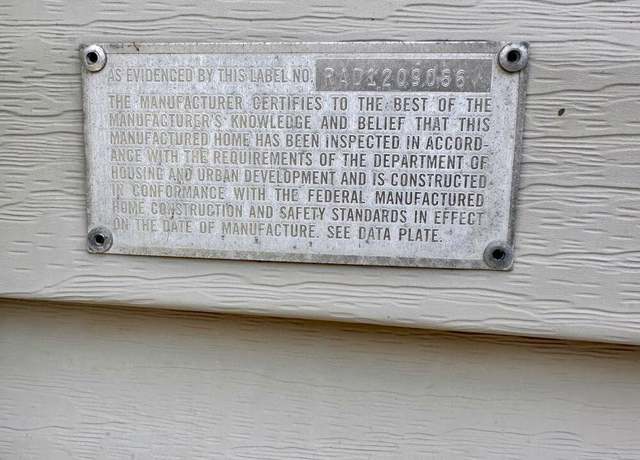 AS EVIDENCED BY THIS LABEL NO. RAD1209056
THE MANUFACTURER CERTIFIES TO THE BEST OF THE
MANUFACTURER'S KNOWLEDGE AND BELIEF THAT THIS
MANUFACTURED HOME HAS BEEN INSPECTED IN ACCORD-
ANCE WITH THE REQUIREMENTS OF THE DEPARTMENT OF
HOUSING AND URBAN DEVELOPMENT AND IS CONSTRUCTED
IN CONFORMANCE WITH THE FEDERAL MANUFACTURED
HOME CONSTRUCTION AND SAFETY STANDARDS IN EFFECT
ON THE DATE OF MANUFACTURE. SEE DATA PLATE.